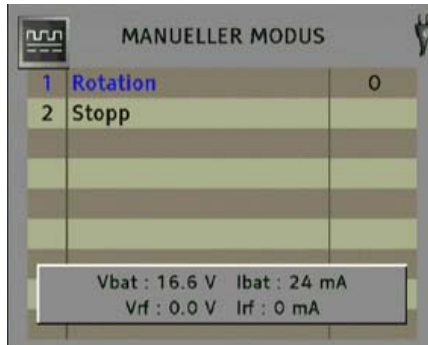 MANUELLER MODUS
1 Rotation 0
2 Stopp
Vbat : 16.6 V Ibat : 24 mA
Vrf : 0.0 V Irf : 0 mA